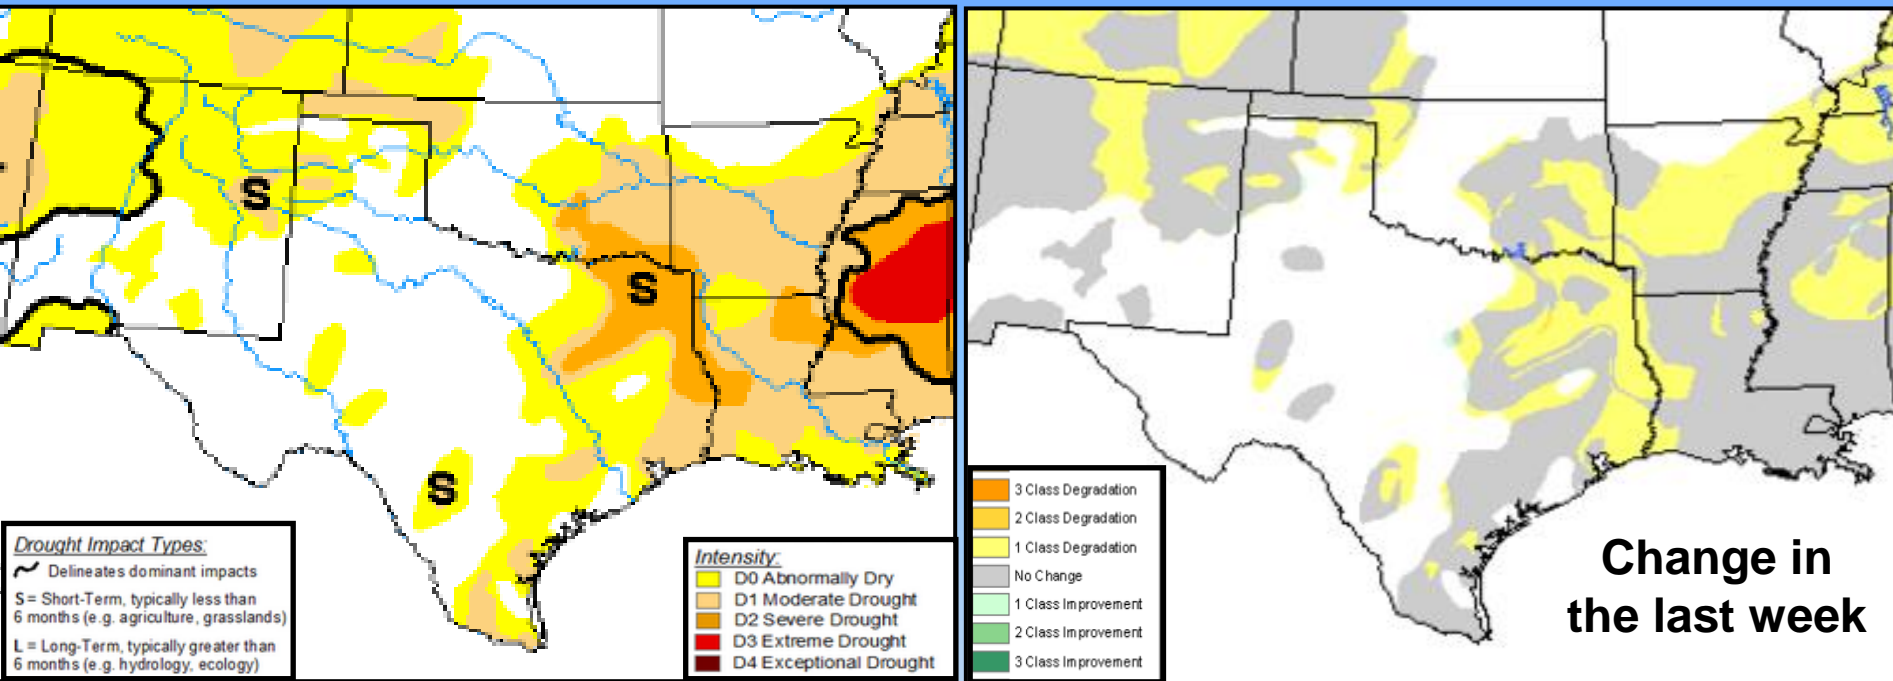 S
S
S
Drought Impact Types:
Delineates dominant impacts
S = Short-Term, typically less than
6 months (e.g. agriculture, grasslands)
L = Long-Term, typically greater than
6 months (e.g. hydrology, ecology)
Intensity:
D0 Abnormally Dry
D1 Moderate Drought
D2 Severe Drought
D3 Extreme Drought
D4 Exceptional Drought
3 Class Degradation
2 Class Degradation
1 Class Degradation
No Change
1 Class Improvement
2 Class Improvement
3 Class Improvement
Change in
the last week